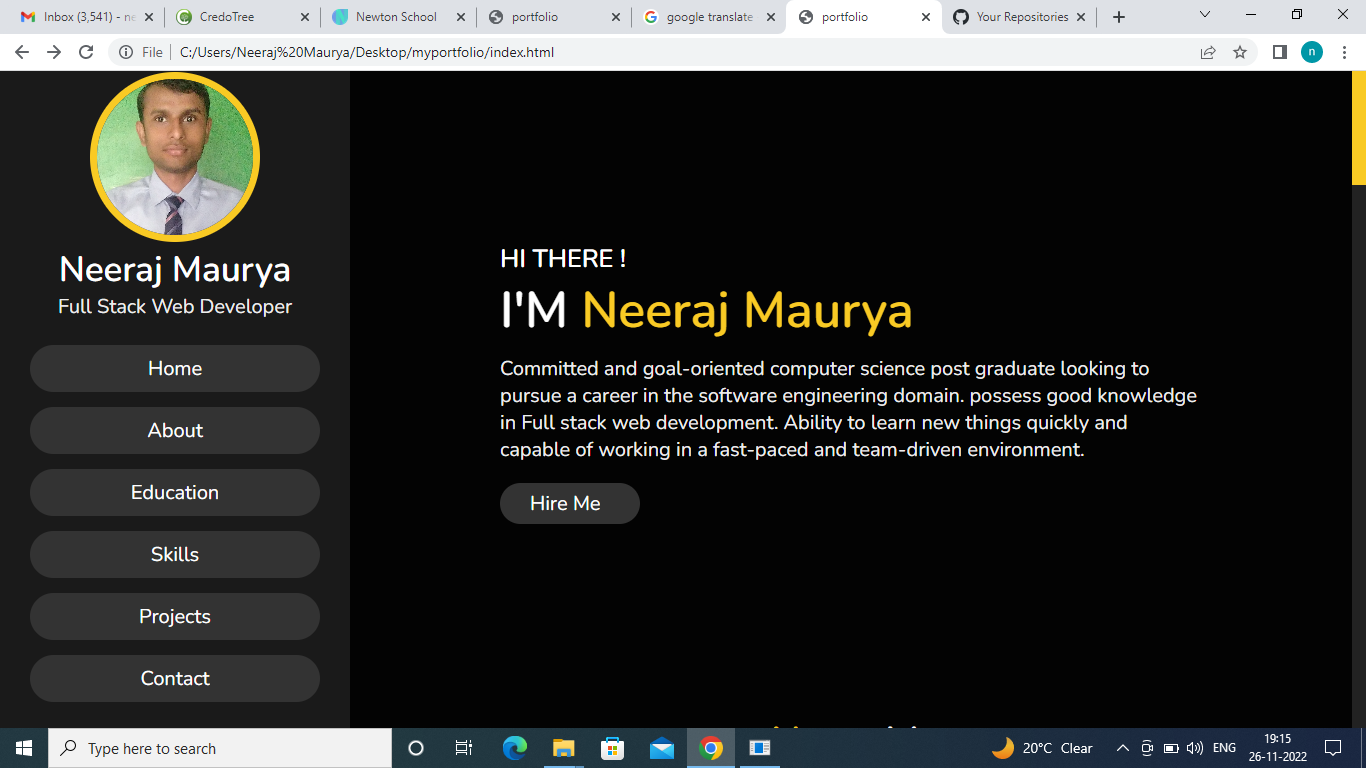 Inbox (3,541) - ne
CredoTree
Newton School
portfolio
google translate
portfolio
Your Repositories
File
C:/Users/Neeraj%20Maurya/Desktop/myportfolio/index.html
n
Neeraj Maurya
Full Stack Web Developer
Home
About
Education
Skills
Projects
Contact
HI THERE !
I'M Neeraj Maurya
Committed and goal-oriented computer science post graduate looking to
pursue a career in the software engineering domain. possess good knowledge
in Full stack web development. Ability to learn new things quickly and
capable of working in a fast-paced and team-driven environment.
Hire Me
Type here to search
20°C Clear
ENG
19:15
26-11-2022